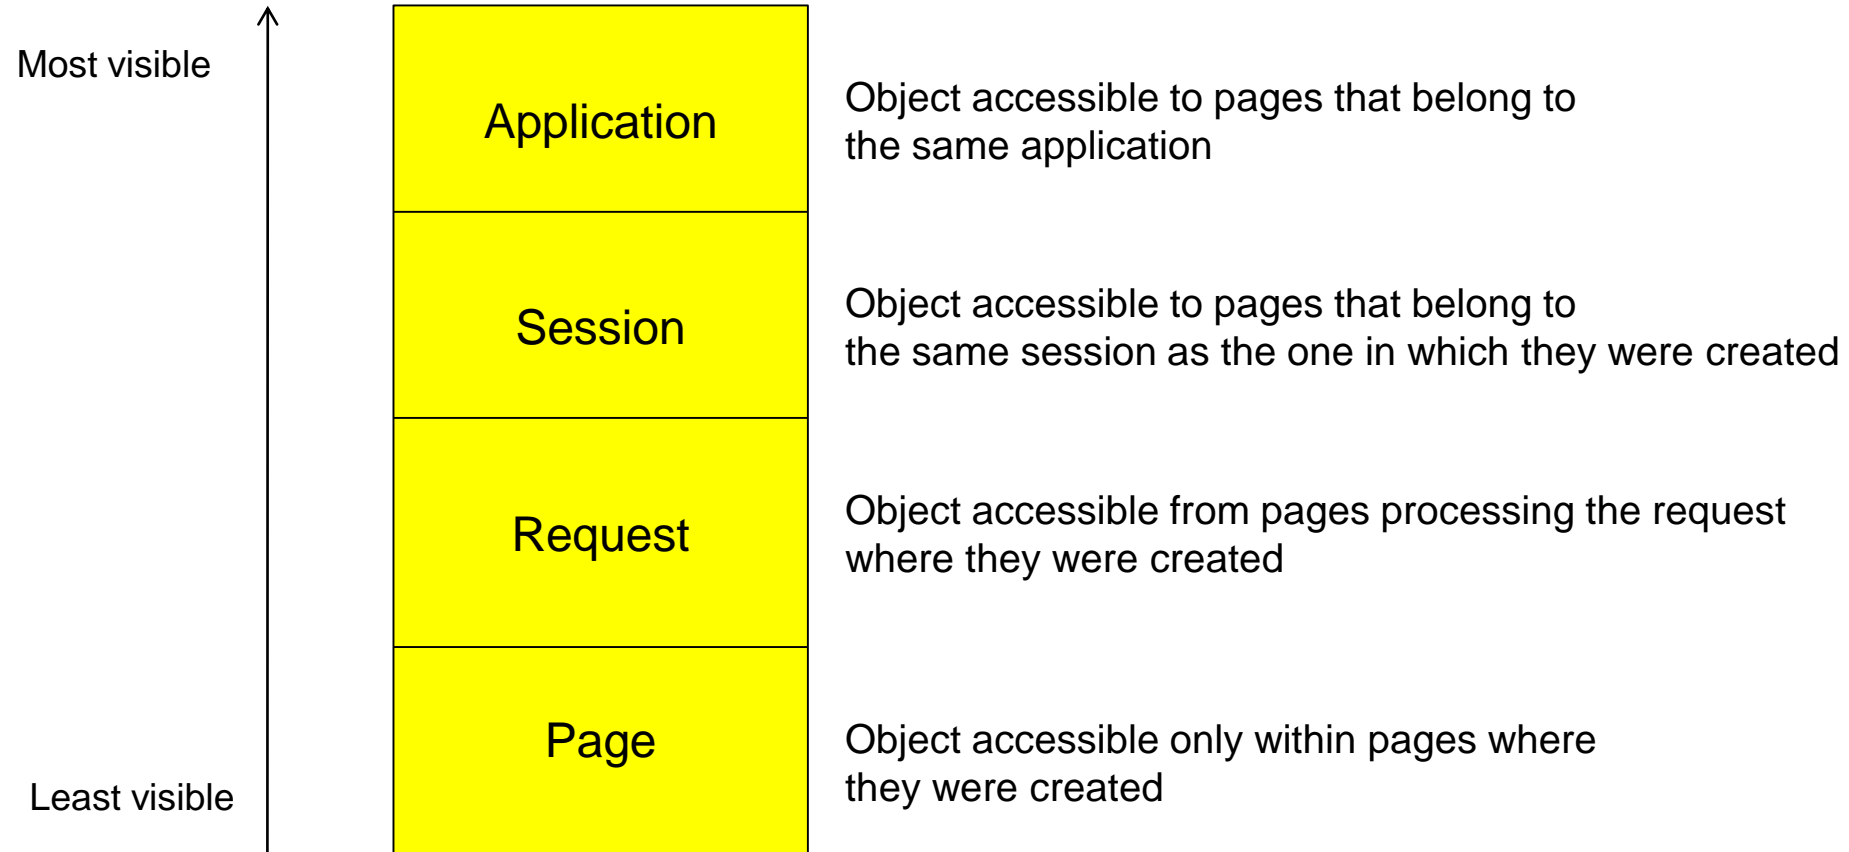 Most visible
Application
Object accessible to pages that belong to
the same application
Session
Object accessible to pages that belong to
the same session as the one in which they were created
Request
Object accessible from pages processing the request
where they were created
Page
Object accessible only within pages where
they were created
Least visible